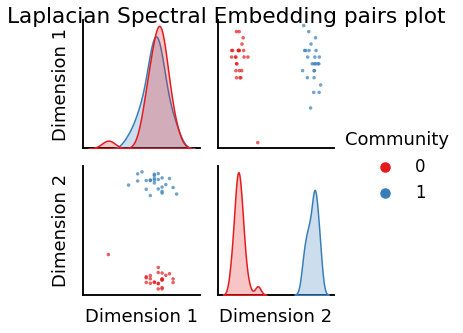 Laplacian Spectral Embedding pairs plot
Dimension 1
Community
0
1
Dimension 2
Dimension 1
Dimension 2